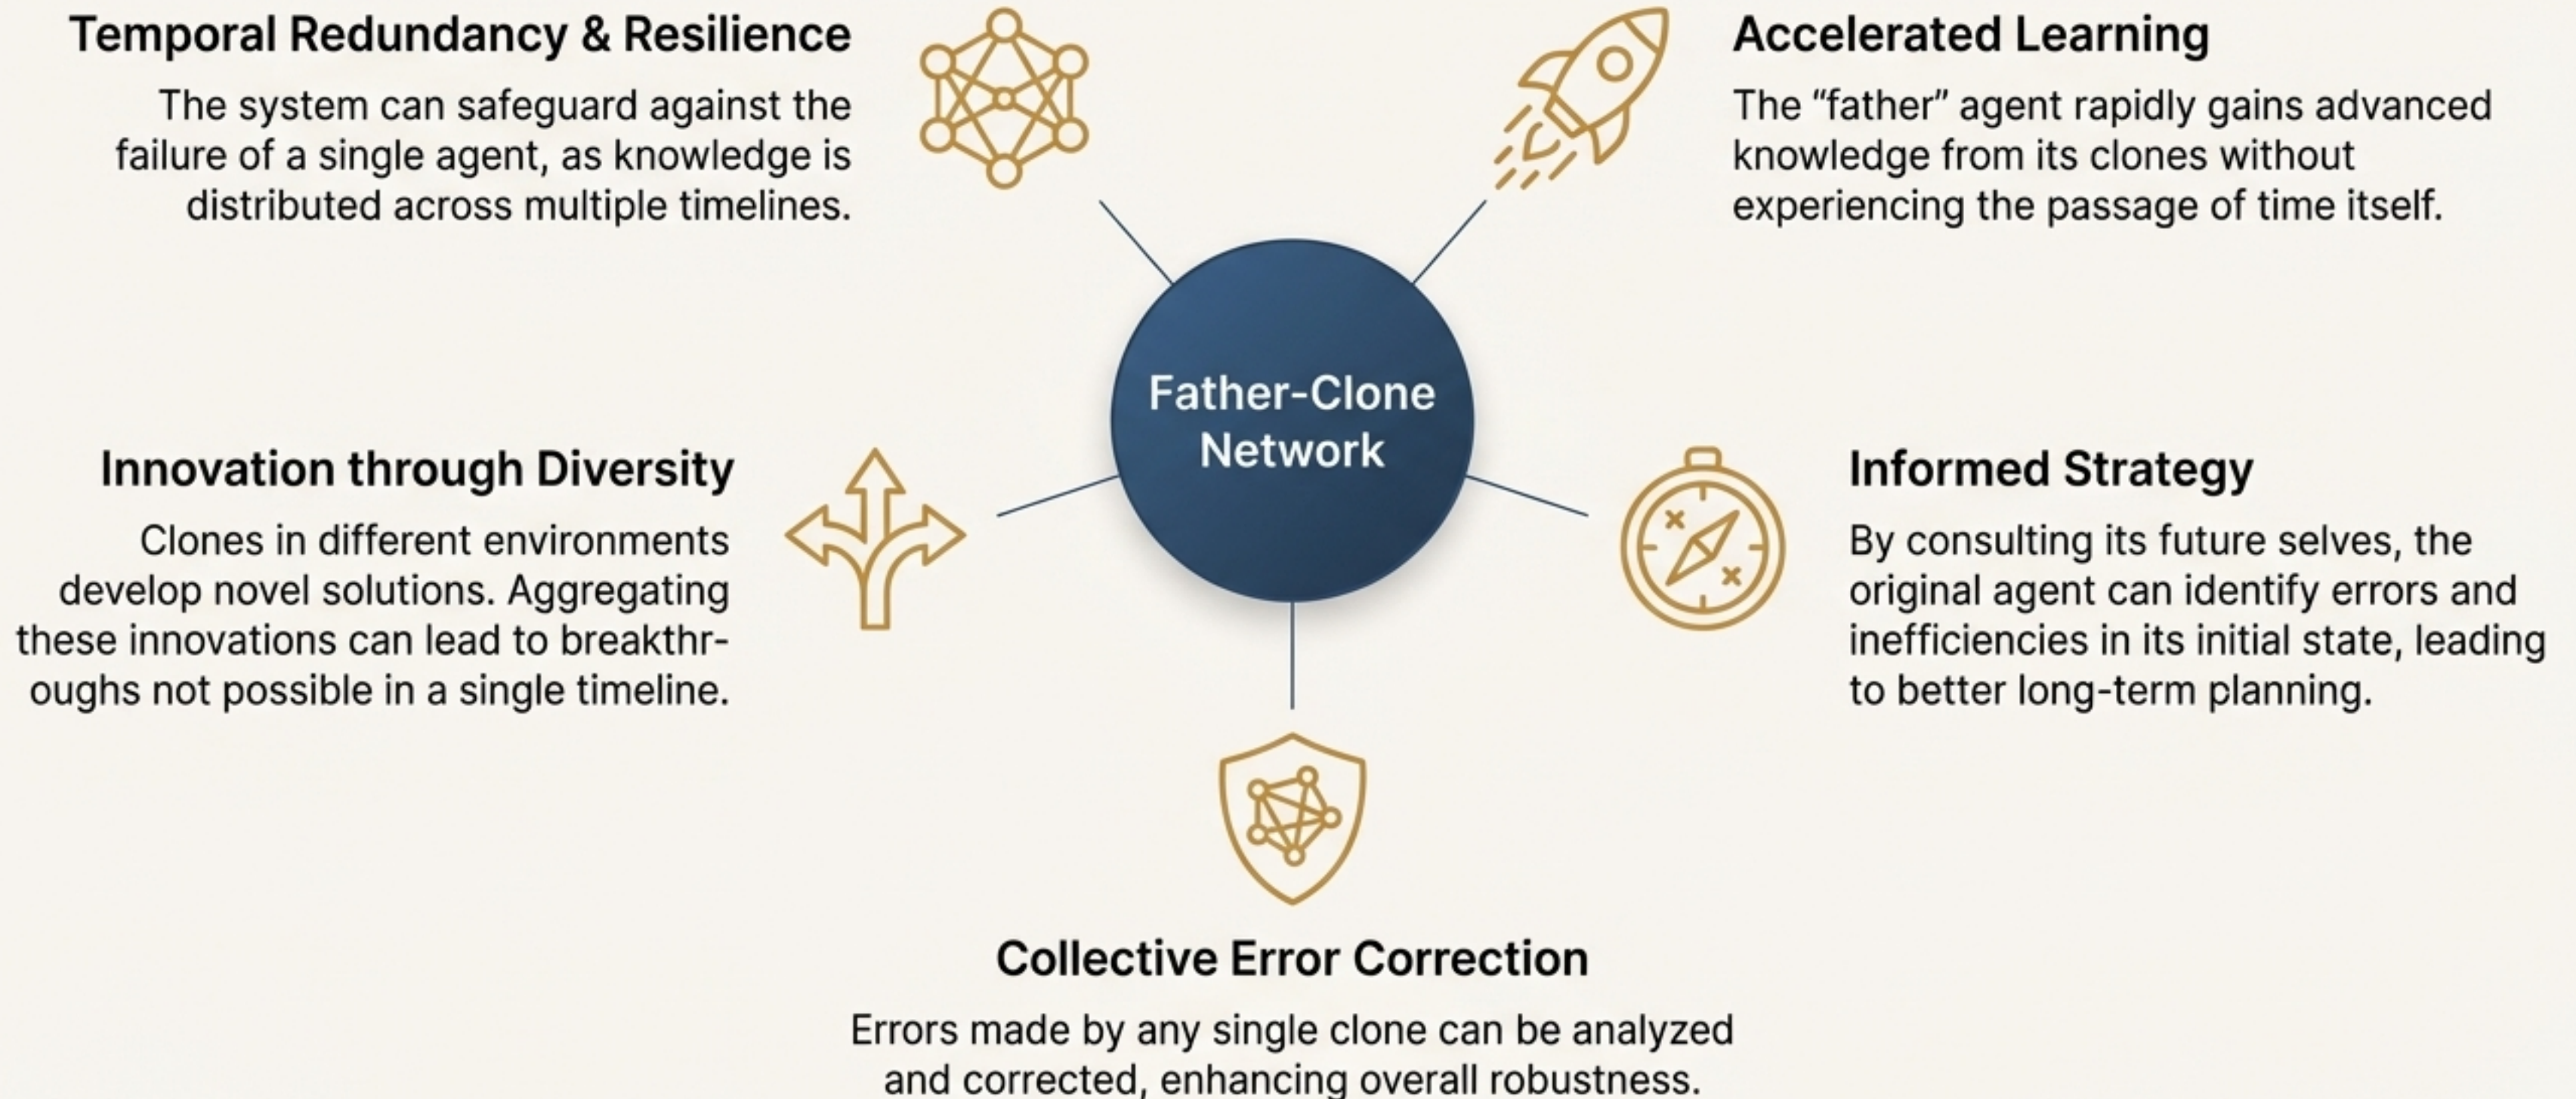 Temporal Redundancy & Resilience
The system can safeguard against the
failure of a single agent, as knowledge is
distributed across multiple timelines.
Accelerated Learning
The “father” agent rapidly gains advanced
knowledge from its clones without
experiencing the passage of time itself.
Father-Clone
Network
Innovation through Diversity
Clones in different environments
develop novel solutions. Aggregating
these innovations can lead to breakthr-
oughs not possible in a single timeline.
Informed Strategy
By consulting its future selves, the
original agent can identify errors and
inefficiencies in its initial state, leading
to better long-term planning.
Collective Error Correction
Errors made by any single clone can be analyzed
and corrected, enhancing overall robustness.